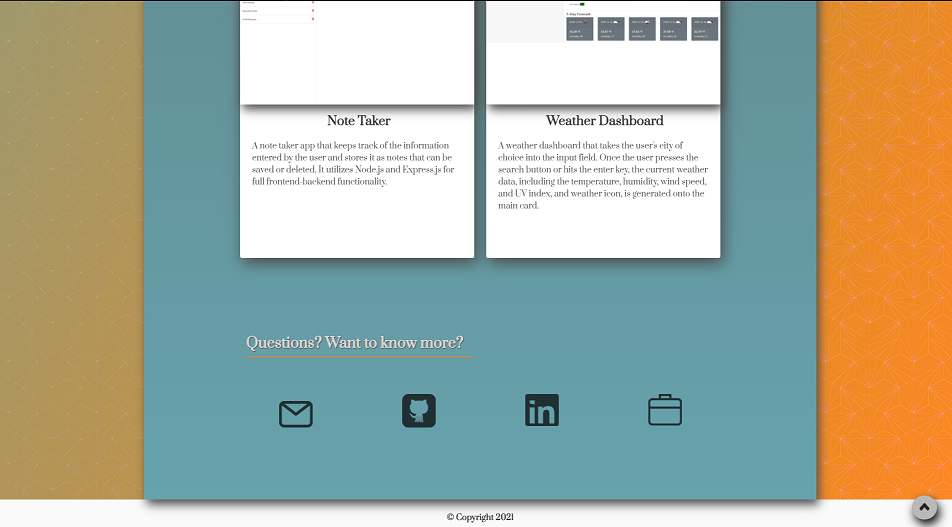 5-Day Forecast:
Note Taker
Weather Dashboard
A note taker app that keeps track of the information
entered by the user and stores it as notes that can be
saved or deleted. It utilizes Node.js and Express.js for
full frontend-backend functionality.
A weather dashboard that takes the user's city of
choice into the input field. Once the user presses the
search button or hits the enter key, the current weather
data, including the temperature, humidity, wind speed,
and UV index, and weather icon, is generated onto the
main card.
Questions? Want to know more?
in
© Copyright 2021